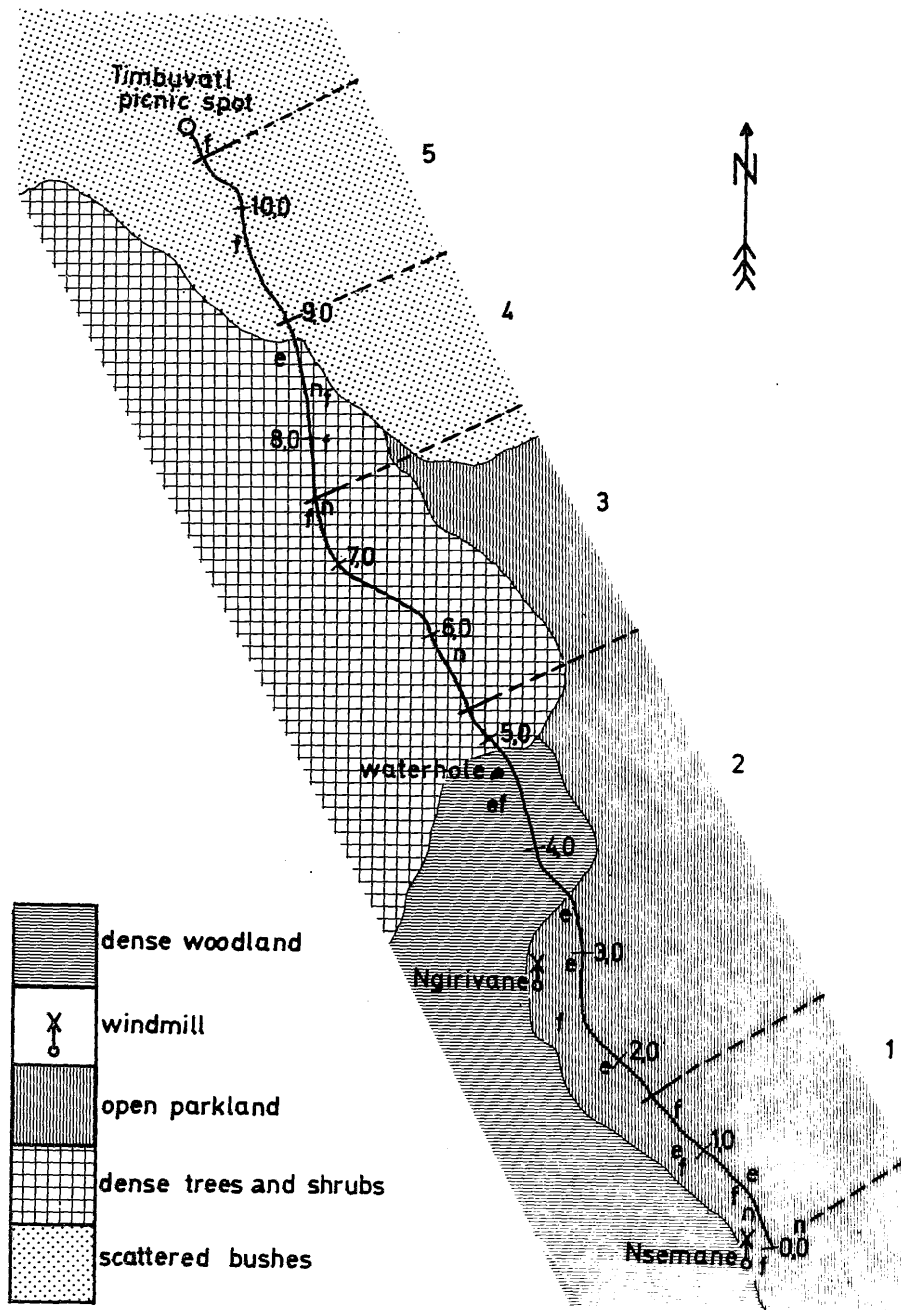 Timbuvati
picnic spot
f
5
N
10,0
f
9,0
4
e
n
f
8,0
f
3
f
n
7,0
6,0
n
5,0
waterhole
2
ef
4,0
e
3,0
e
Ngirivane
f
2,0
e
1
f
1,0
e
f
e
f
n
n
0,0
Nsemane
f
dense woodland
windmill
open parkland
dense trees and shrubs
scattered bushes